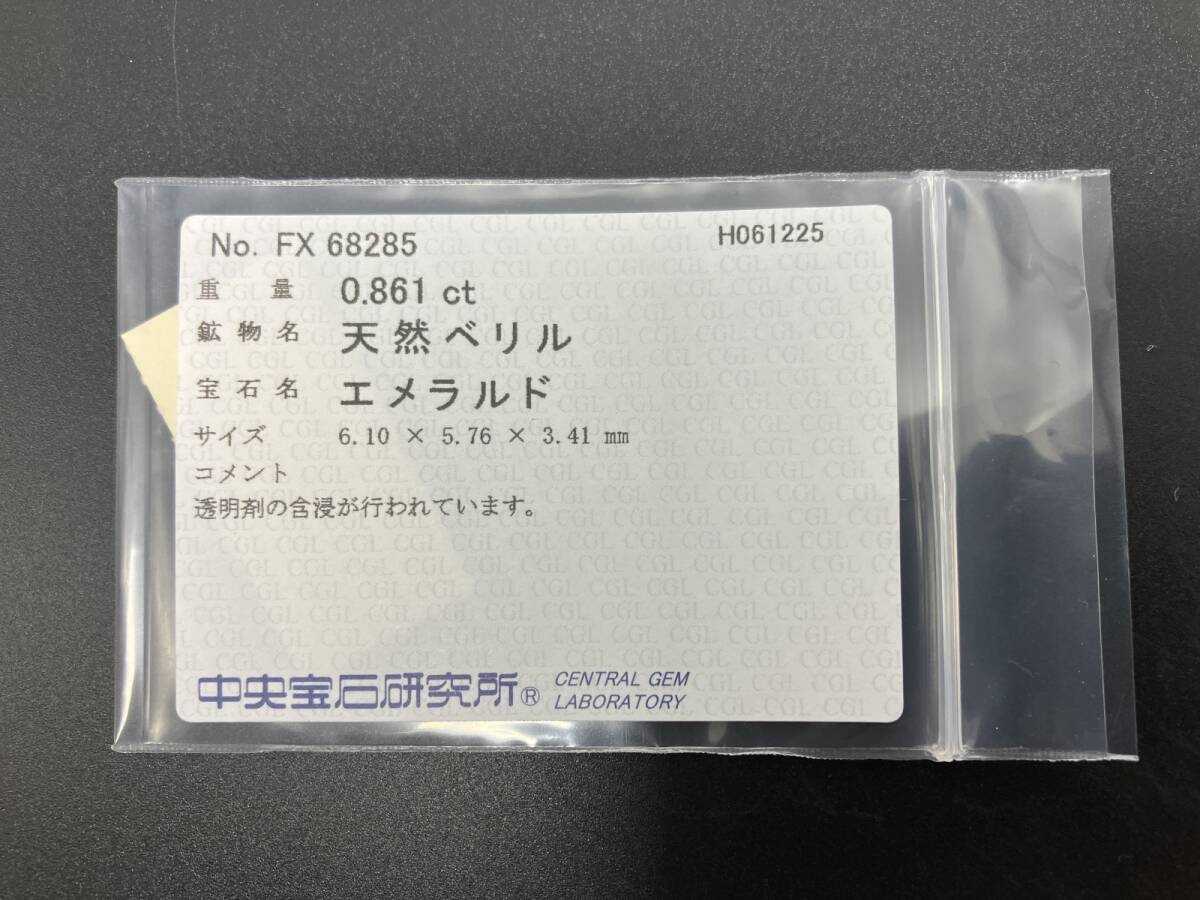 No. FX 68285 H061225
重量 0.861 ct
鉱物名 天然ベリル
宝石名 エメラルド
サイズ 6.10 × 5.76 × 3.41 mm
コメント
透明剤の含浸が行われています。
中央宝石研究所® CENTRAL GEM
LABORATORY